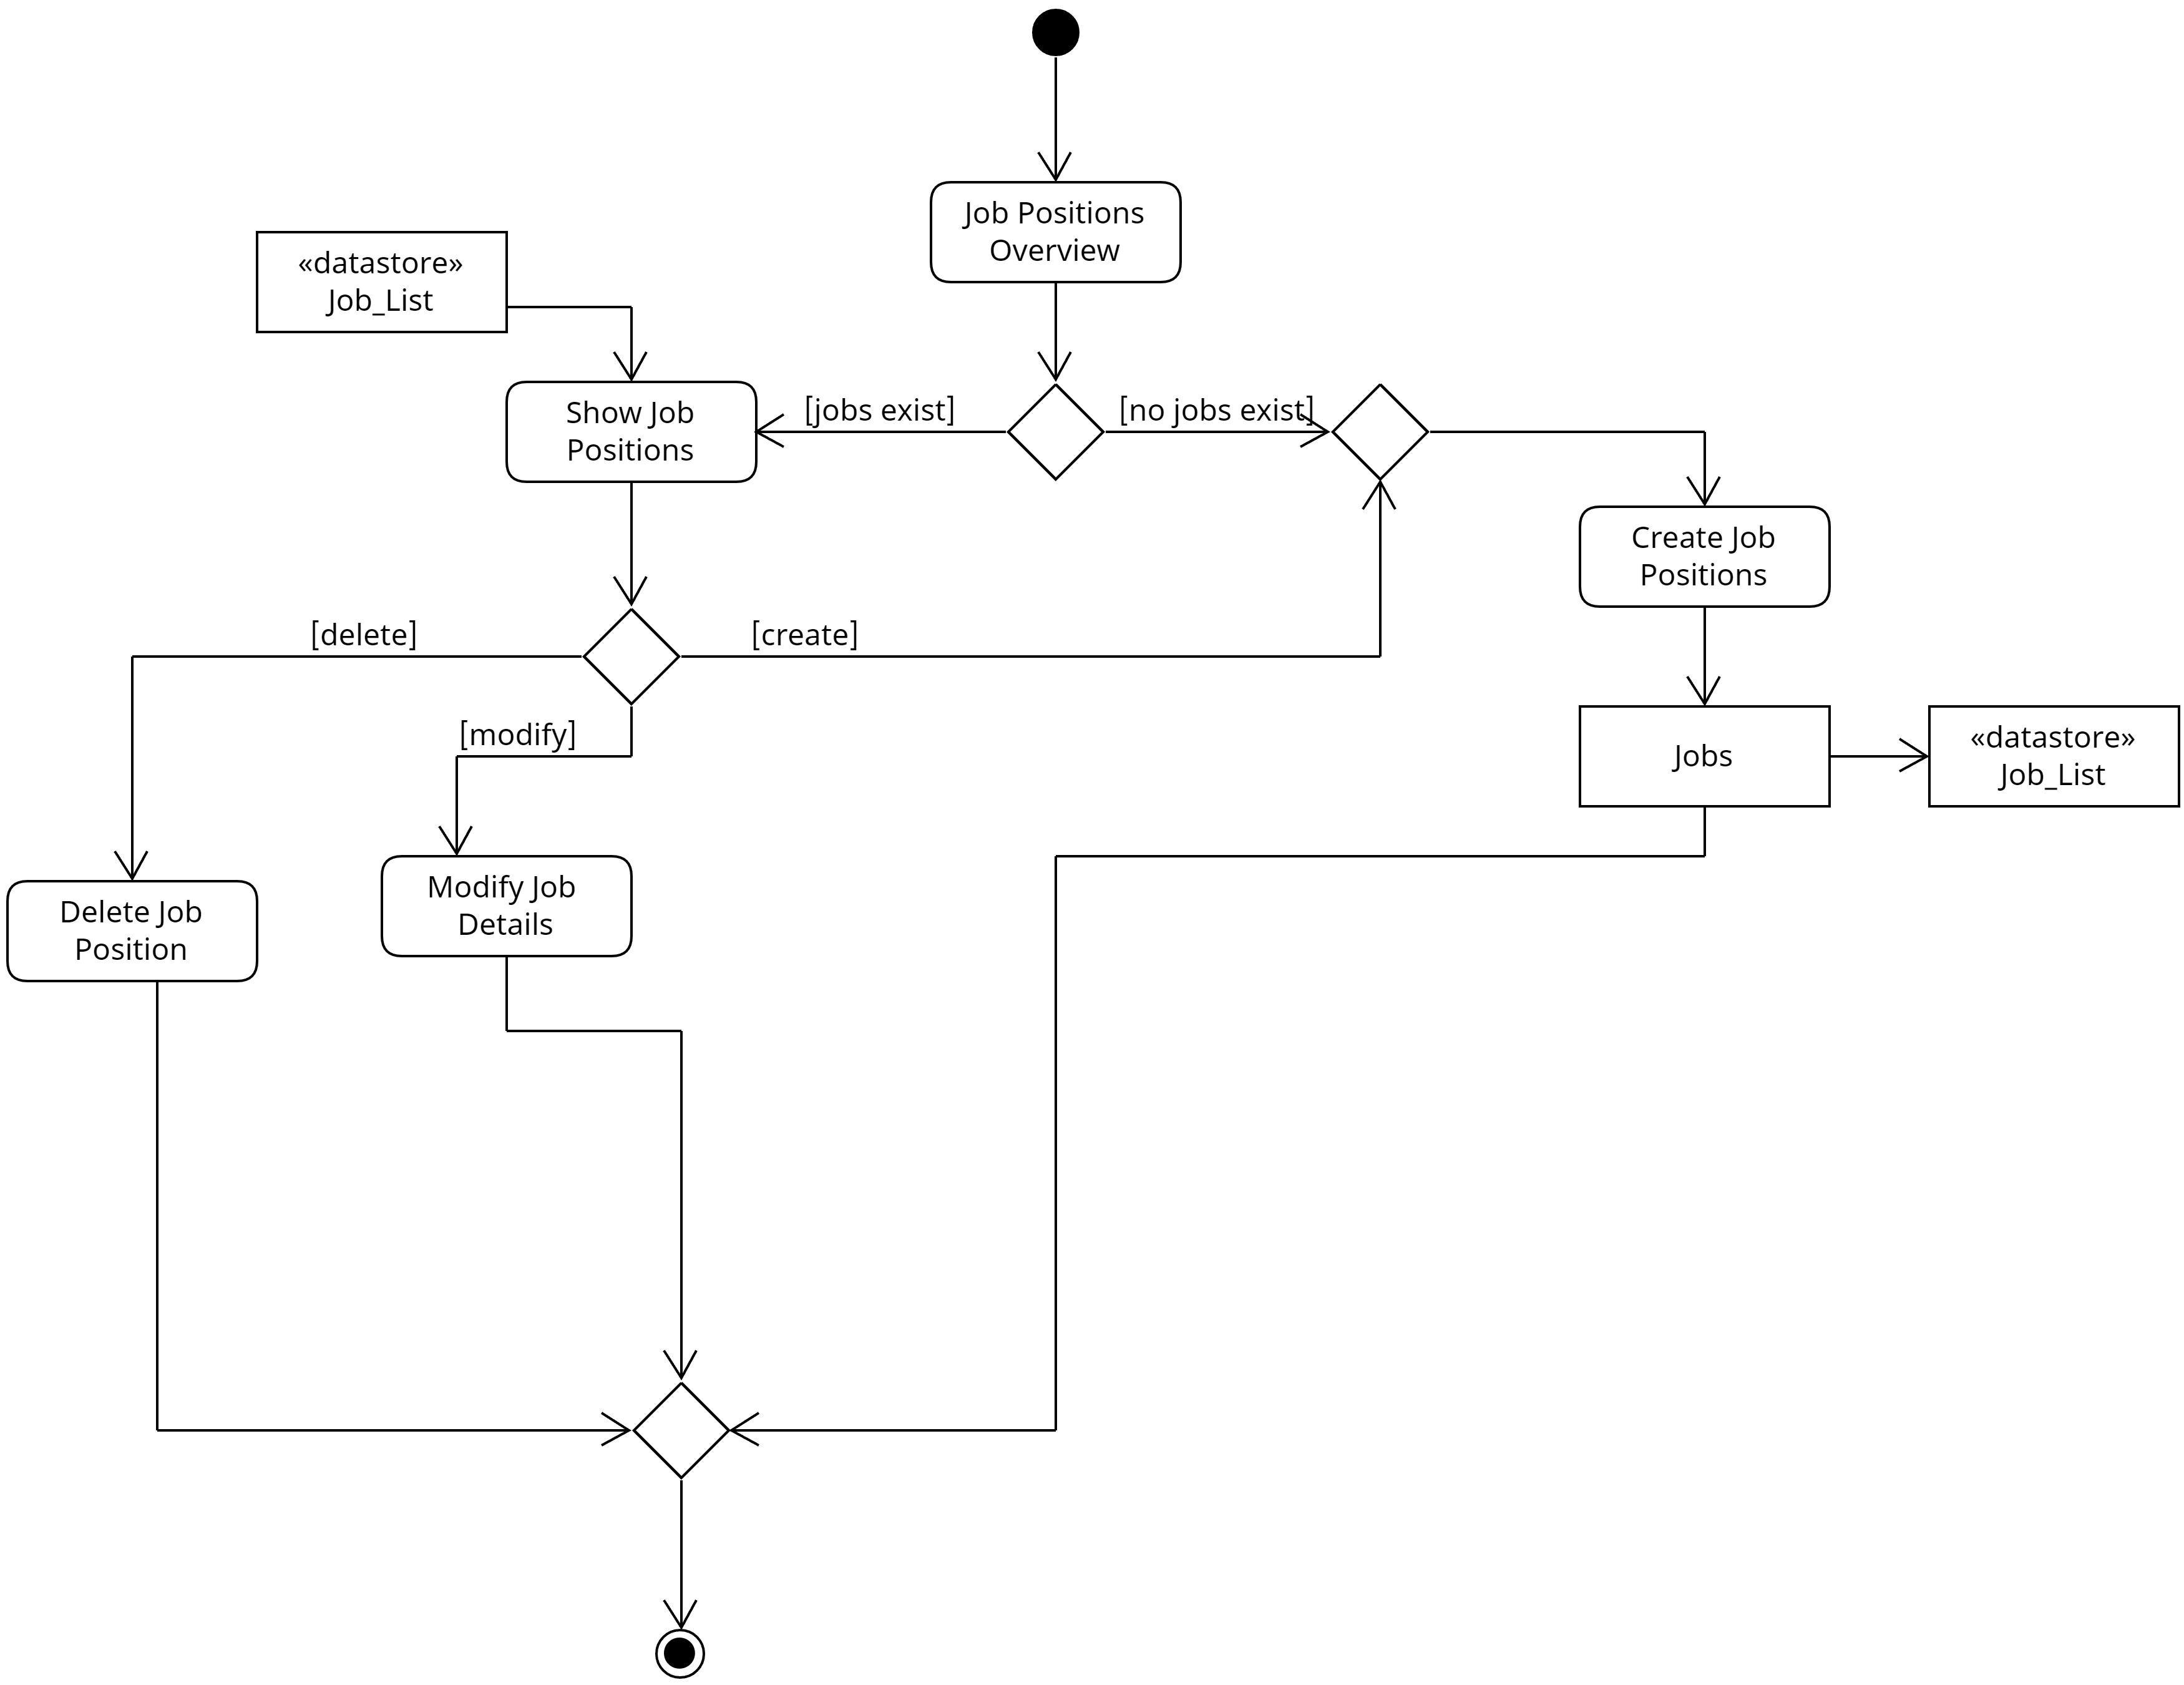 Job Positions
Overview
«datastore»
Job_List
Show Job
Positions
[jobs exist]
[no jobs exist]
Create Job
Positions
[delete]
[create]
[modify]
Jobs
«datastore»
Job_List
Modify Job
Details
Delete Job
Position